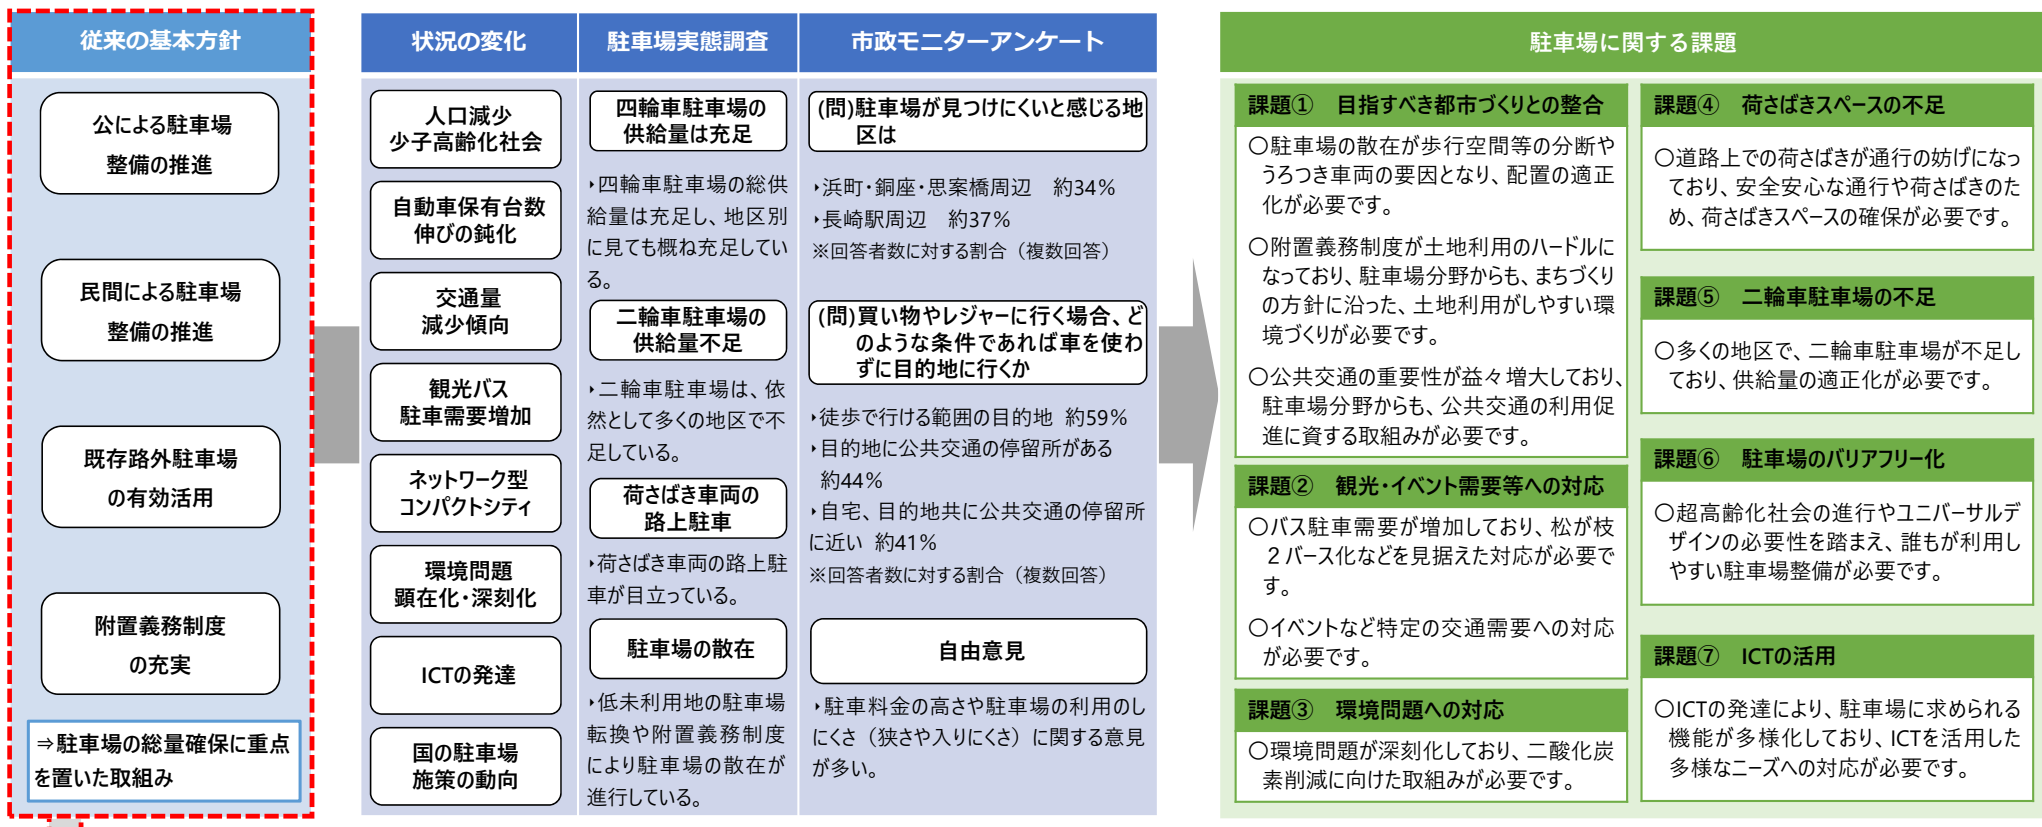 従来の基本方針
公による駐車場
整備の推進
民間による駐車場
整備の推進
既存路外駐車場
の有効活用
附置義務制度
の充実
⇒駐車場の総量確保に重点
を置いた取組み
状況の変化
人口減少
少子高齢化社会
自動車保有台数
伸びの鈍化
交通量
減少傾向
観光バス
駐車需要増加
ネットワーク型
コンパクトシティ
環境問題
顕在化・深刻化
ICTの発達
国の駐車場
施策の動向
駐車場実態調査
四輪車駐車場の
供給量は充足
‣四輪車駐車場の総供
給量は充足し、地区別
に見ても概ね充足してい
る。
二輪車駐車場の
供給量不足
‣二輪車駐車場は、依
然として多くの地区で不
足している。
荷さばき車両の
路上駐車
‣荷さばき車両の路上駐
車が目立っている。
駐車場の散在
‣低未利用地の駐車場
転換や附置義務制度
により駐車場の散在が
進行している。
市政モニターアンケート
(問)駐車場が見つけにくいと感じる地
区は
‣浜町・銅座・思案橋周辺 約34%
‣長崎駅周辺 約37%
※回答者数に対する割合（複数回答）
(問)買い物やレジャーに行く場合、ど
のような条件であれば車を使わ
ずに目的地に行くか
‣徒歩で行ける範囲の目的地 約59%
‣目的地に公共交通の停留所がある
約44%
‣自宅、目的地共に公共交通の停留所
に近い 約41%
※回答者数に対する割合（複数回答）
自由意見
‣駐車料金の高さや駐車場の利用のし
にくさ（狭さや入りにくさ）に関する意見
が多い。
駐車場に関する課題
課題① 目指すべき都市づくりとの整合
〇駐車場の散在が歩行空間等の分断や
うろつき車両の要因となり、配置の適正
化が必要です。
〇附置義務制度が土地利用のハードルに
なっており、駐車場分野からも、まちづくり
の方針に沿った、土地利用がしやすい環
境づくりが必要です。
〇公共交通の重要性が益々増大しており、
駐車場分野からも、公共交通の利用促
進に資する取組みが必要です。
課題② 観光・イベント需要等への対応
〇バス駐車需要が増加しており、松が枝
２バース化などを見据えた対応が必要で
す。
〇イベントなど特定の交通需要への対応
が必要です。
課題③ 環境問題への対応
〇環境問題が深刻化しており、二酸化炭
素削減に向けた取組みが必要です。
課題④ 荷さばきスペースの不足
〇道路上での荷さばきが通行の妨げになっ
ており、安全安心な通行や荷さばきのた
め、荷さばきスペースの確保が必要です。
課題⑤ 二輪車駐車場の不足
〇多くの地区で、二輪車駐車場が不足し
ており、供給量の適正化が必要です。
課題⑥ 駐車場のバリアフリー化
〇超高齢化社会の進行やユニバーサルデ
ザインの必要性を踏まえ、誰もが利用し
やすい駐車場整備が必要です。
課題⑦ ICTの活用
〇ICTの発達により、駐車場に求められる
機能が多様化しており、ICTを活用した
多様なニーズへの対応が必要です。